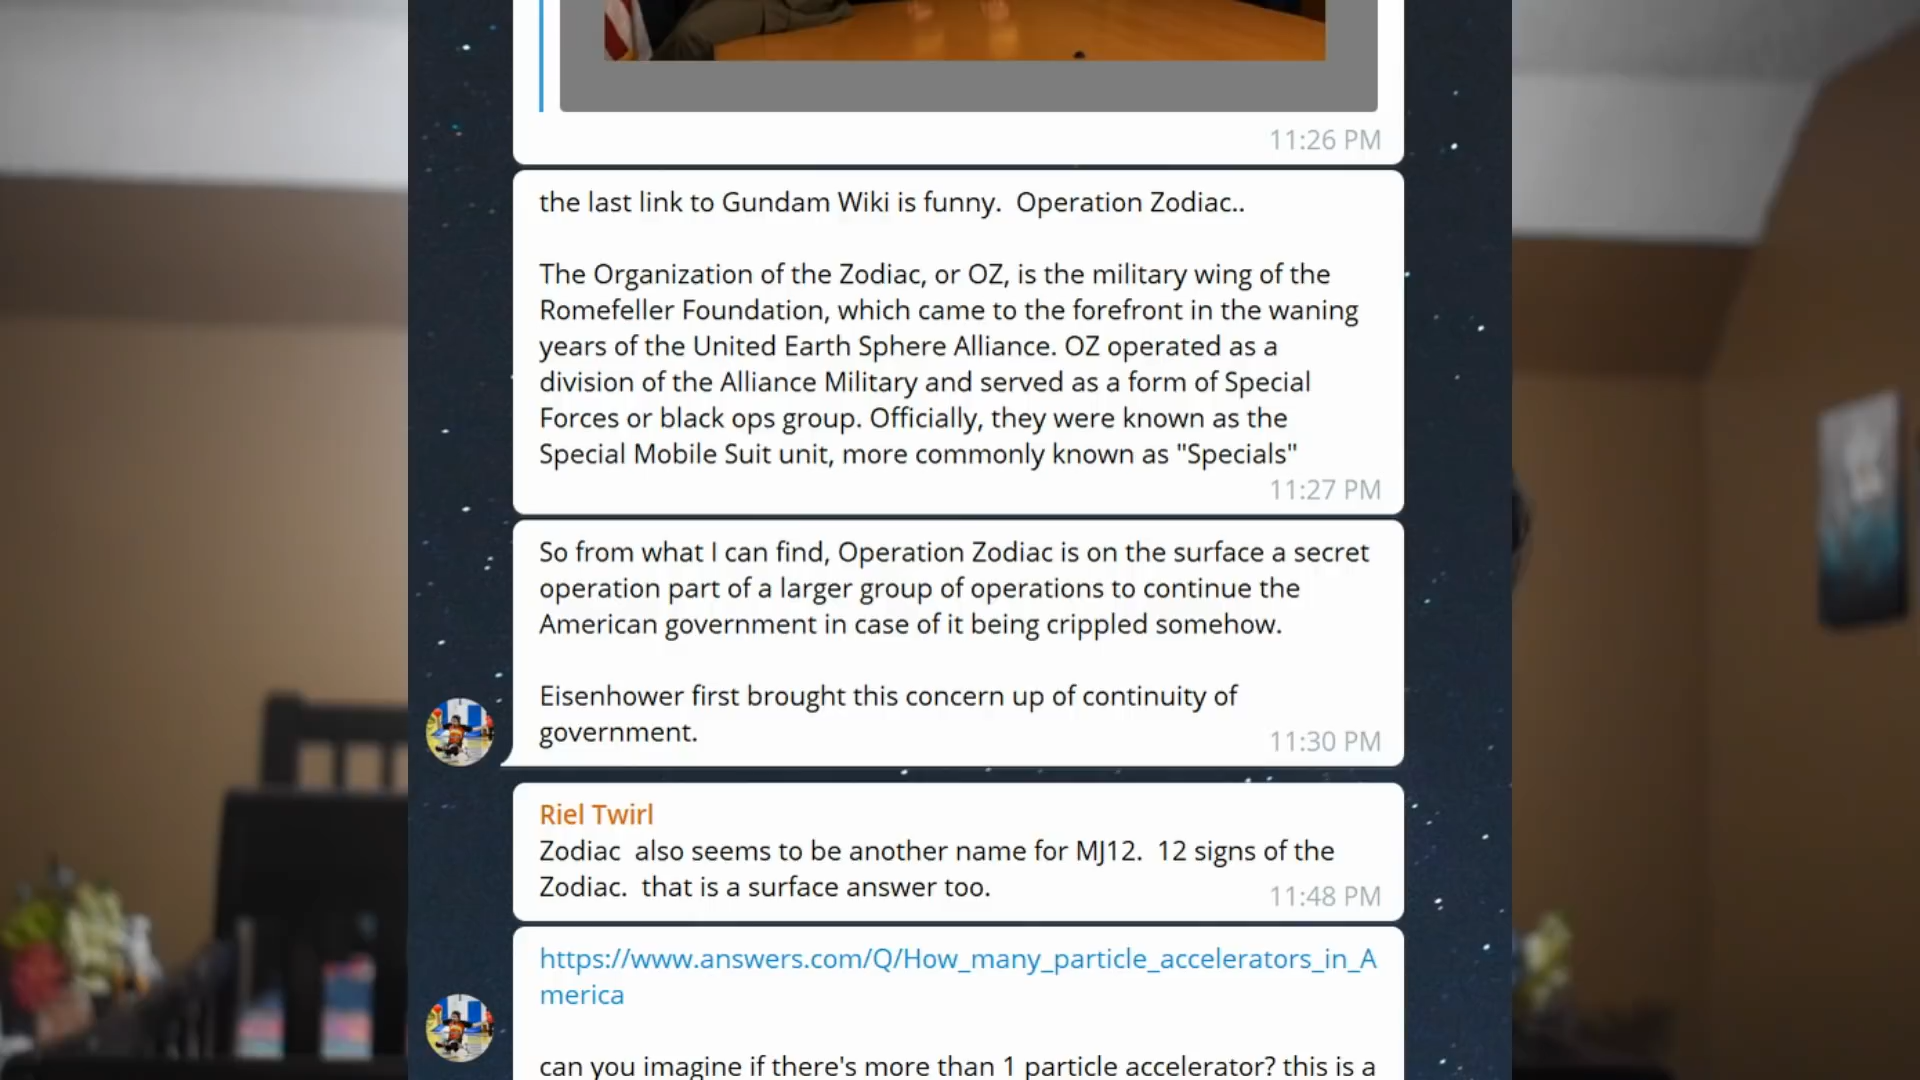 11:26 PM
the last link to Gundam Wiki is funny.  Operation Zodiac..
The Organization of the Zodiac, or OZ, is the military wing of the
Romefeller Foundation, which came to the forefront in the waning
years of the United Earth Sphere Alliance. OZ operated as a
division of the Alliance Military and served as a form of Special
Forces or black ops group. Officially, they were known as the
Special Mobile Suit unit, more commonly known as "Specials"
11:27 PM
So from what I can find, Operation Zodiac is on the surface a secret
operation part of a larger group of operations to continue the
American government in case of it being crippled somehow.
Eisenhower first brought this concern up of continuity of
government.
11:30 PM
Riel Twirl
Zodiac  also seems to be another name for MJ12.  12 signs of the
Zodiac.  that is a surface answer too.
11:48 PM
https://www.answers.com/Q/How_many_particle_accelerators_in_A
merica
can you imagine if there's more than 1 particle accelerator? this is a